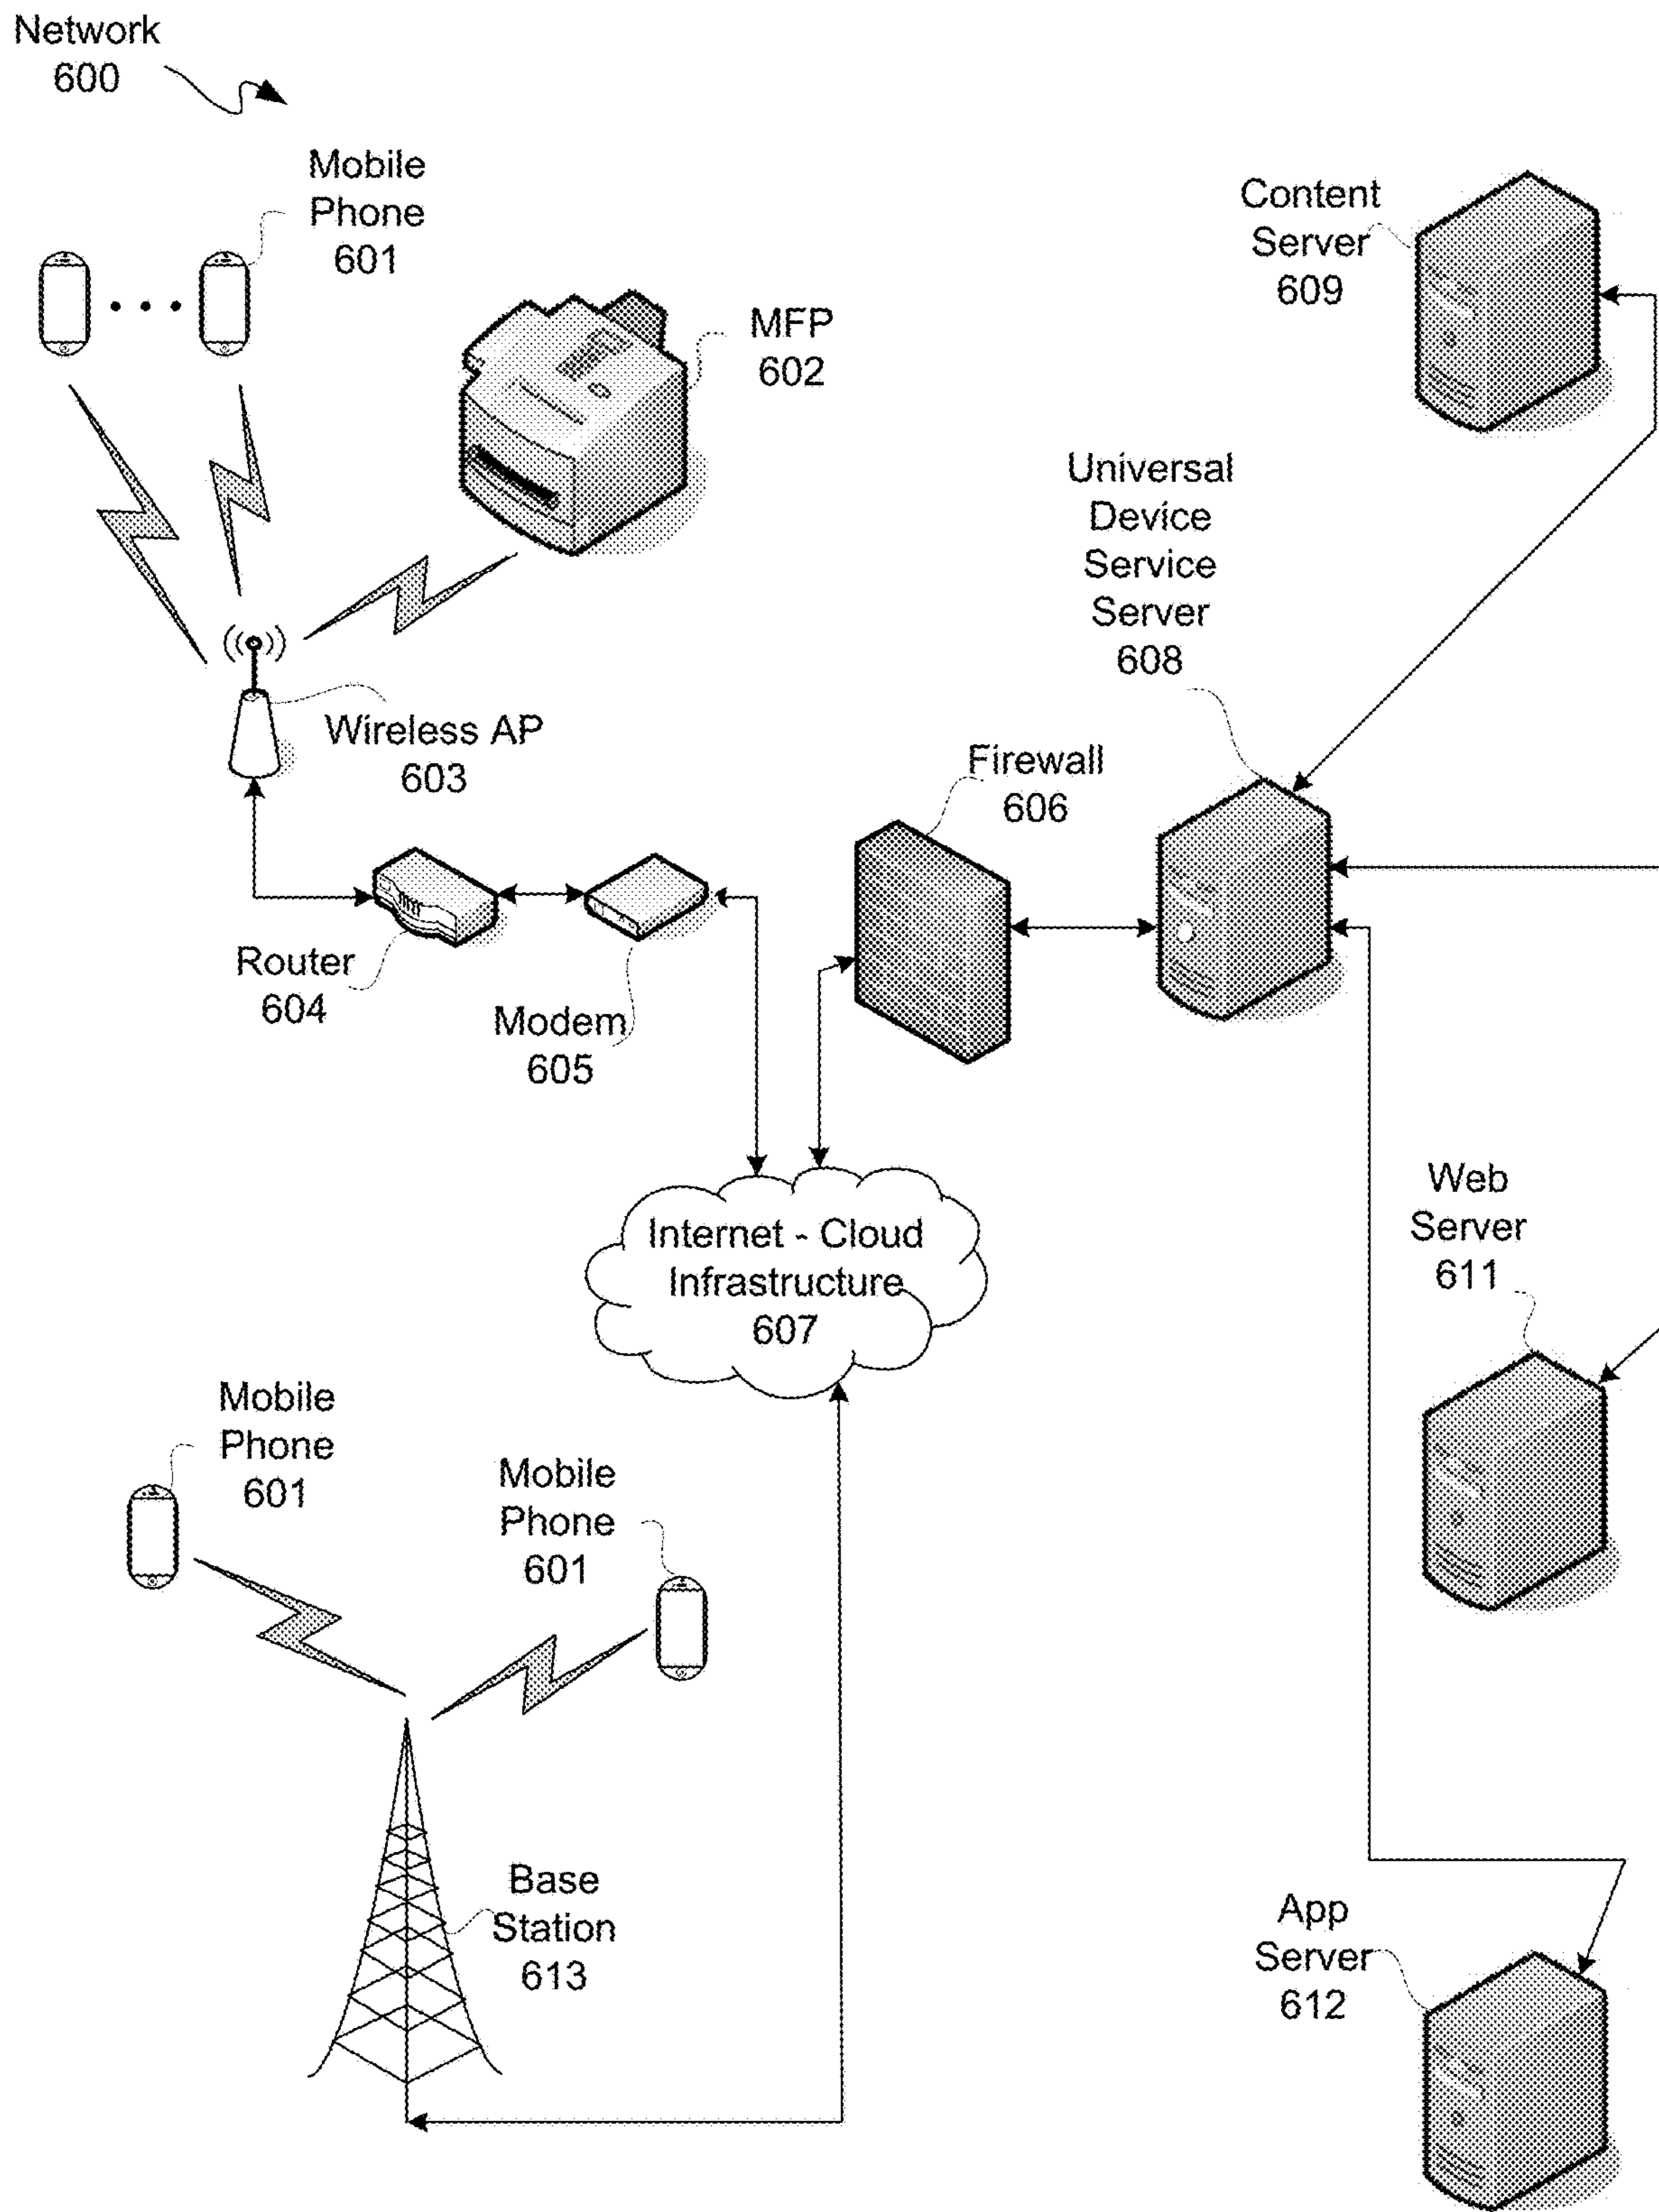 Network
600
Mobile
Phone
601
MFP
602
Content
Server
609
Universal
Device
Service
Server
608
Wireless AP
603
Firewall
606
Router
604
Modem
605
Internet - Cloud
Infrastructure
607
Web
Server
611
Mobile
Phone
601
Mobile
Phone
601
Base
Station
613
App
Server
612